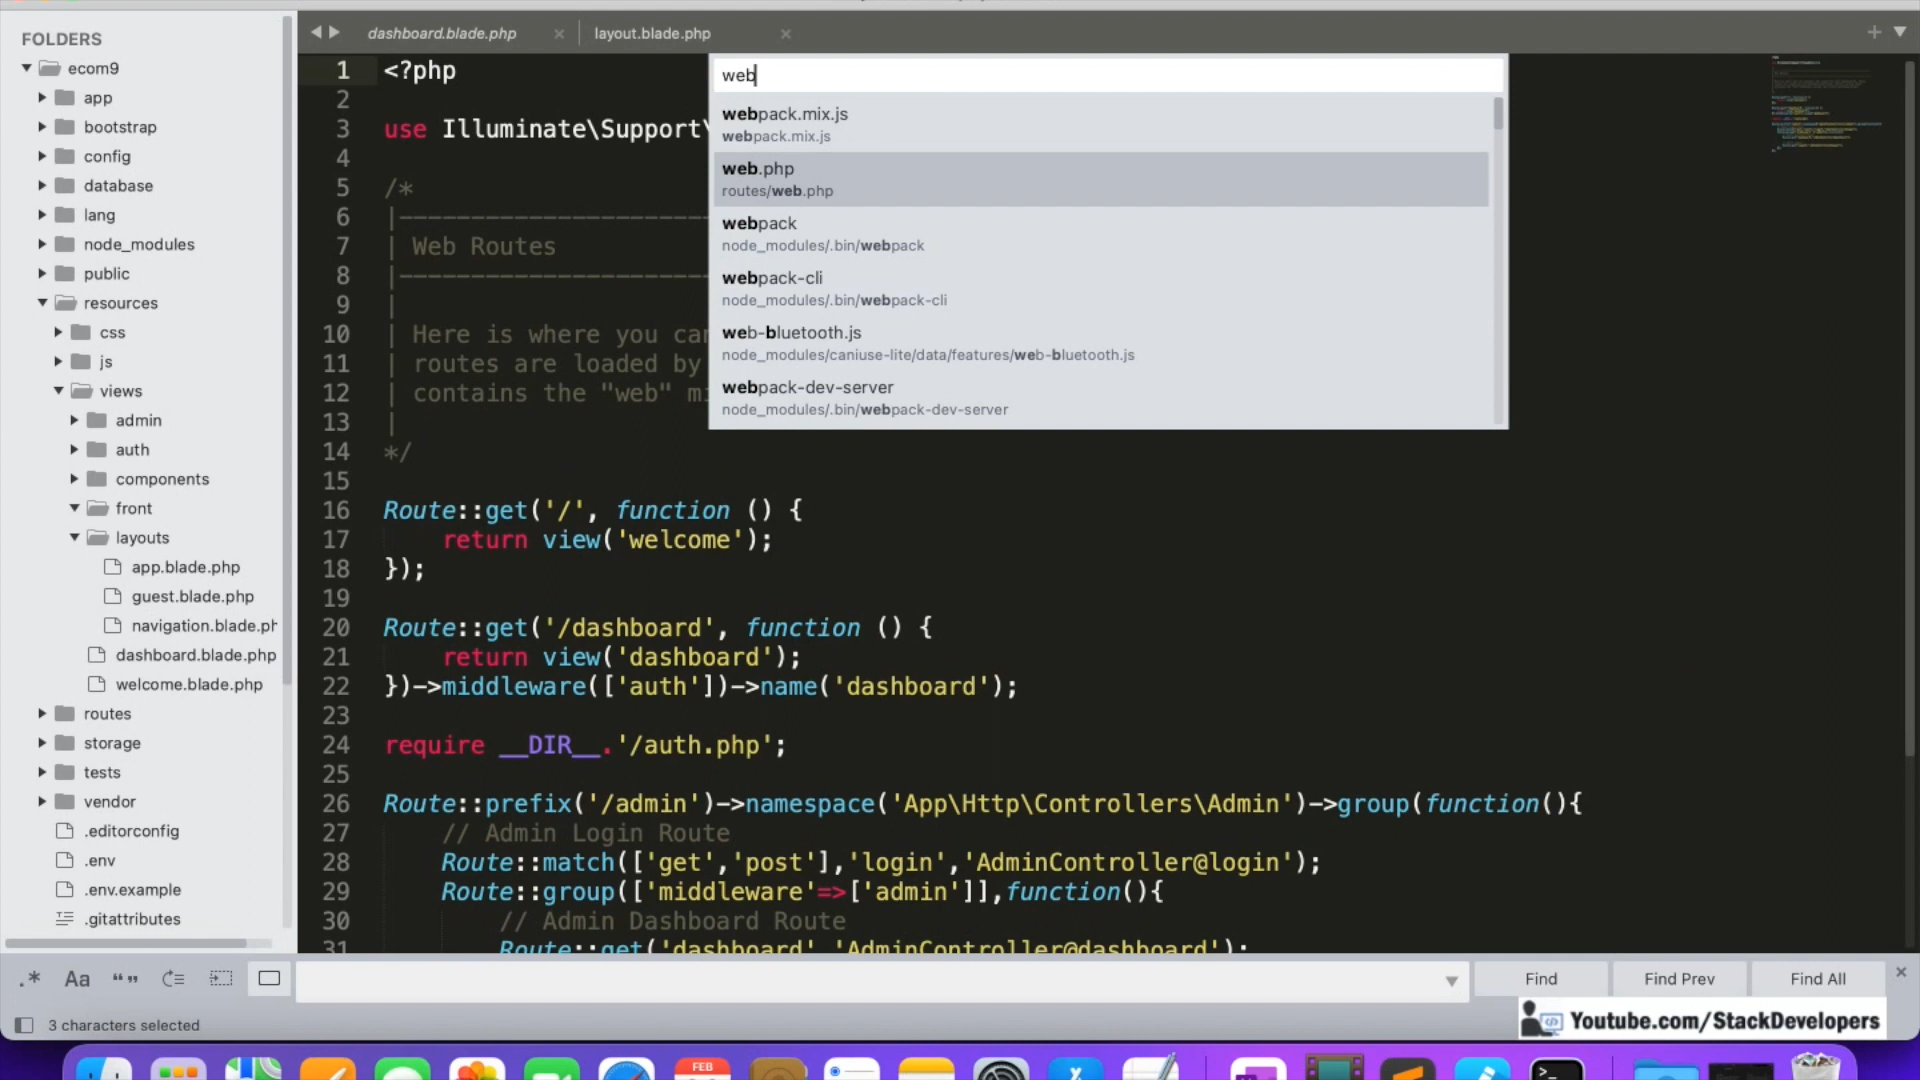 FOLDERS
ecom9
app
bootstrap
config
database
lang
node_modules
public
resources
css
js
views
admin
auth
components
front
layouts
app.blade.php
guest.blade.php
navigation.blade.ph
dashboard.blade.php
welcome.blade.php
routes
storage
tests
vendor
.editorconfig
.env
.env.example
.gitattributes
dashboard.blade.php ×
layout.blade.php ×
web
webpack.mix.js
webpack.mix.js
web.php
routes/web.php
webpack
node_modules/.bin/webpack
webpack-cli
node_modules/.bin/webpack-cli
web-bluetooth.js
node_modules/caniuse-lite/data/features/web-bluetooth.js
webpack-dev-server
node_modules/.bin/webpack-dev-server
1 <?php
2
3 use Illuminate\Support\
4
5 /*
6 |-----------------------
7 | Web Routes
8 |-----------------------
9 |
10 | Here is where you can
11 | routes are loaded by
12 | contains the "web" mi
13 |
14 */
15
16 Route::get('/', function () {
17 return view('welcome');
18 });
19
20 Route::get('/dashboard', function () {
21 return view('dashboard');
22 })->middleware(['auth'])->name('dashboard');
23
24 require __DIR__.'/auth.php';
25
26 Route::prefix('/admin')->namespace('App\Http\Controllers\Admin')->group(function(){
27 // Admin Login Route
28 Route::match(['get','post'],'login','AdminController@login');
29 Route::group(['middleware'=>['admin']],function(){
30 // Admin Dashboard Route
31 Route::get('dashboard','AdminController@dashboard');
.* Aa “ ”
Find
Find Prev
Find All
3 characters selected
Youtube.com/StackDevelopers
FEB